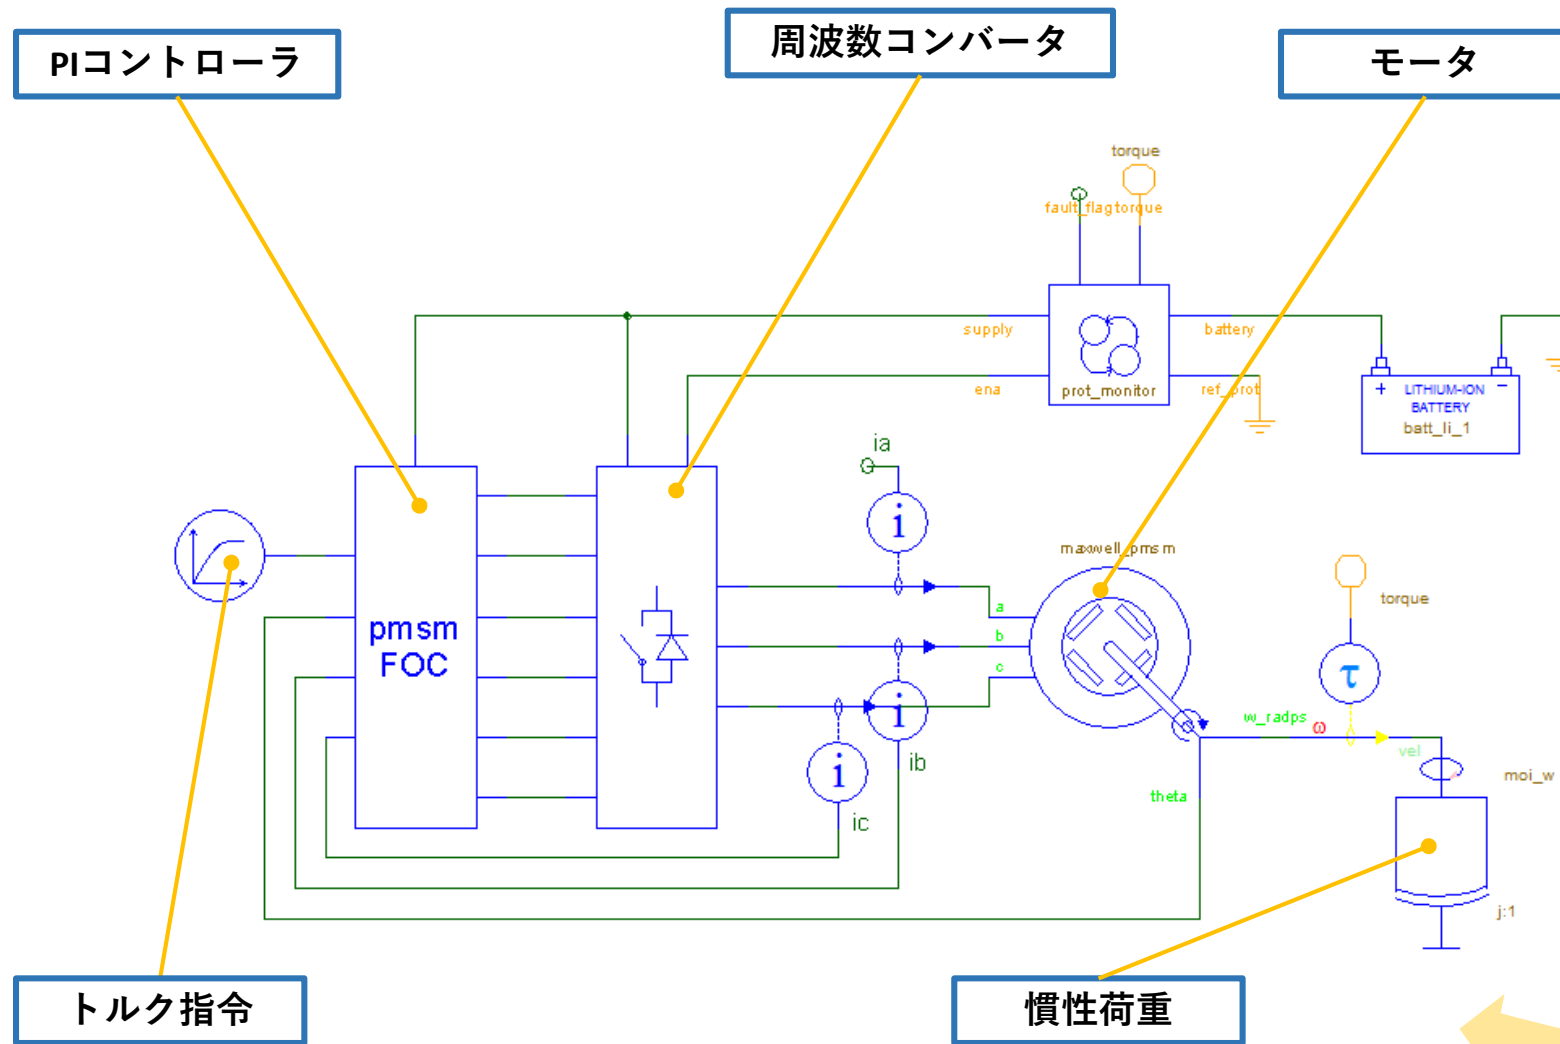 PIコントローラ
周波数コンバータ
モータ
torque
fault_flag
torque
supply
battery
ena
prot_monitor
ref_prot
+
−
LITHIUM-ION
BATTERY
batt_li_1
ia
i
maxwell_pmsm
torque
pmsm
FOC
a
b
c
τ
i
w_radps
ω
vel
ib
i
moi_w
theta
ic
j:1
トルク指令
慣性荷重